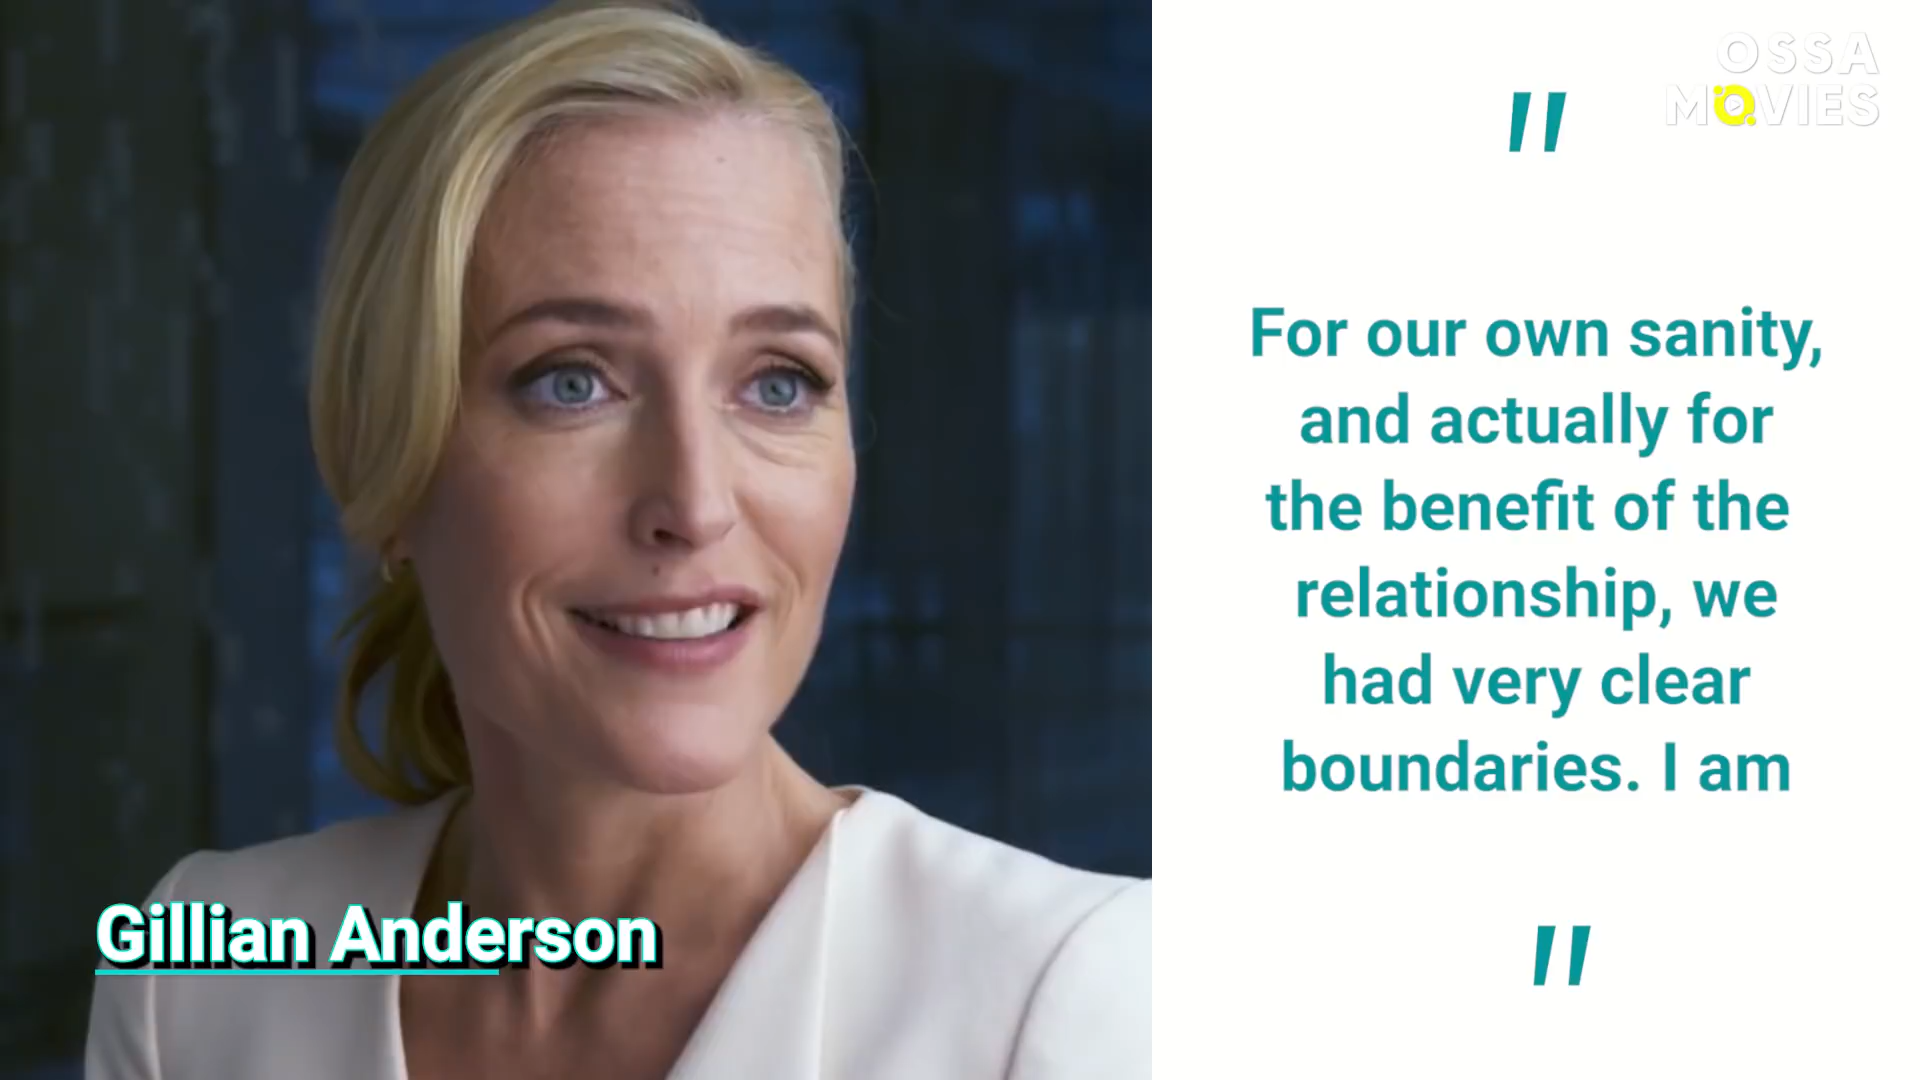 OSSA
MOVIES
"
For our own sanity,
and actually for
the benefit of the
relationship, we
had very clear
boundaries. I am
"
Gillian Anderson